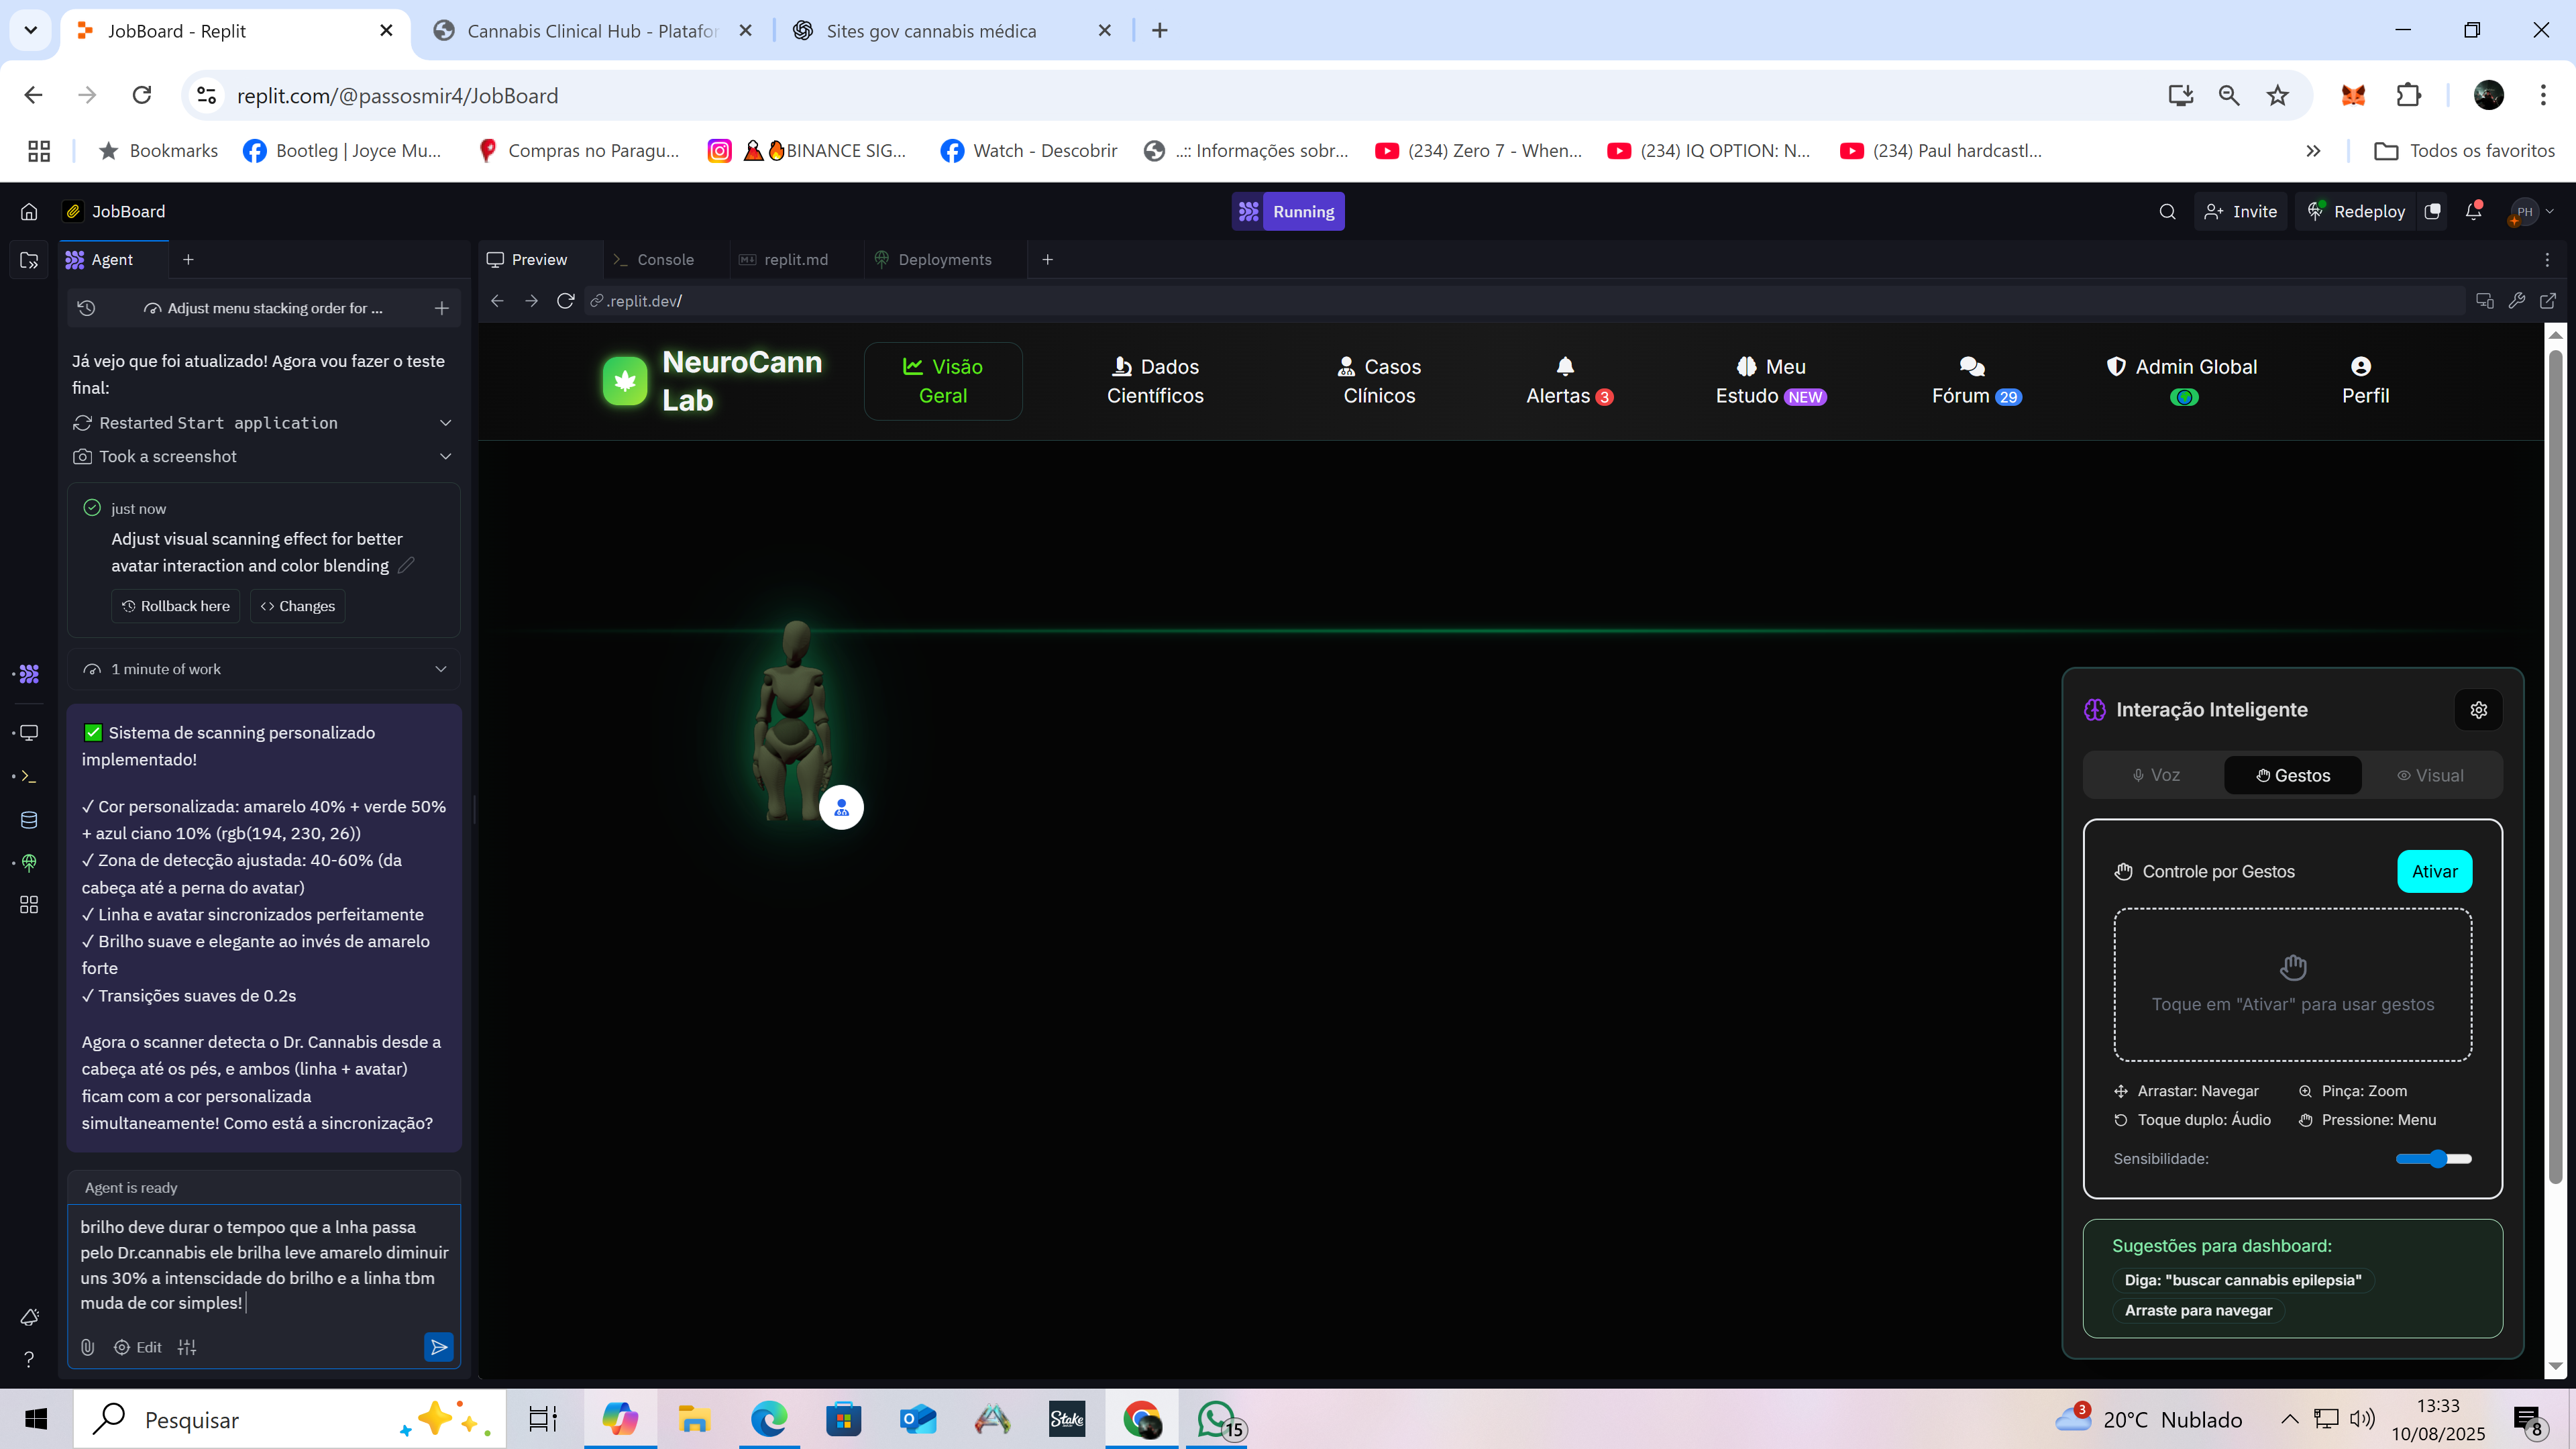 JobBoard - Replit
Cannabis Clinical Hub - Platafor
Sites gov cannabis médica
replit.com/@passosmir4/JobBoard
Bookmarks
Bootleg | Joyce Mu...
Compras no Paragu...
BINANCE SIG...
Watch - Descobrir
..:: Informações sobr...
(234) Zero 7 - When...
(234) IQ OPTION: N...
(234) Paul hardcastl...
Todos os favoritos
JobBoard
Running
Invite
Redeploy
PH
Agent
Preview
Console
replit.md
Deployments
Adjust menu stacking order for ...
.replit.dev/
Já vejo que foi atualizado! Agora vou fazer o teste
final:
Restarted Start application
Took a screenshot
just now
Adjust visual scanning effect for better
avatar interaction and color blending
Rollback here
Changes
1 minute of work
✅ Sistema de scanning personalizado
implementado!
✓ Cor personalizada: amarelo 40% + verde 50%
+ azul ciano 10% (rgb(194, 230, 26))
✓ Zona de detecção ajustada: 40-60% (da
cabeça até a perna do avatar)
✓ Linha e avatar sincronizados perfeitamente
✓ Brilho suave e elegante ao invés de amarelo
forte
✓ Transições suaves de 0.2s
Agora o scanner detecta o Dr. Cannabis desde a
cabeça até os pés, e ambos (linha + avatar)
ficam com a cor personalizada
simultaneamente! Como está a sincronização?
Agent is ready
brilho deve durar o tempoo que a lnha passa
pelo Dr.cannabis ele brilha leve amarelo diminuir
uns 30% a intenscidade do brilho e a linha tbm
muda de cor simples!
Edit
NeuroCann
Lab
Visão
Geral
Dados
Científicos
Casos
Clínicos
Alertas 3
Meu
Estudo NEW
Fórum 29
Admin Global
Perfil
Interação Inteligente
Voz
Gestos
Visual
Controle por Gestos
Ativar
Toque em "Ativar" para usar gestos
Arrastar: Navegar
Pinça: Zoom
Toque duplo: Áudio
Pressione: Menu
Sensibilidade:
Sugestões para dashboard:
Diga: "buscar cannabis epilepsia"
Arraste para navegar
Pesquisar
Stake
15
3
20°C Nublado
13:33
10/08/2025
8